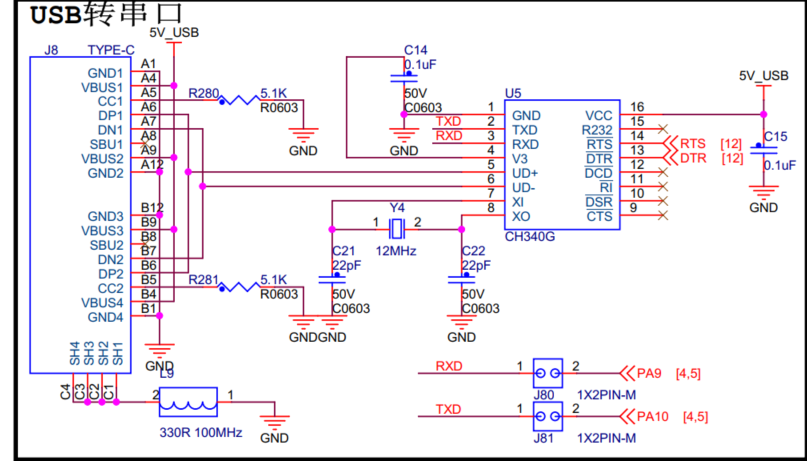 USB转串口
5V_USB
J8 TYPE-C
GND1 A1
VBUS1 A4
CC1 A5
DP1 A6
DN1 A7
SBU1 A8
VBUS2 A9
GND2 A12
GND3 B12
VBUS3 B9
SBU2 B8
DN2 B7
DP2 B6
CC2 B5
VBUS4 B4
GND4 B1
SH4 SH3 SH2 SH1
C4 C3 C2 C1
GND
R280 5.1K
R0603
GND
R281 5.1K
R0603
GND
L9
2 1
330R 100MHz
GND
C14
0.1uF
50V
C0603
GND
TXD
RXD
U5
1 GND VCC 16
2 TXD R232 15
3 RXD RTS 14
4 V3 DTR 13
5 UD+ DCD 12
6 UD- RI 11
7 XI DSR 10
8 XO CTS 9
CH340G
RTS [12]
DTR [12]
5V_USB
C15
0.1uF
GND
Y4
1 2
12MHz
C21
22pF
50V
C0603
GND
C22
22pF
50V
C0603
GND
RXD 1 2 PA9 [4,5]
J80 1X2PIN-M
TXD 1 2 PA10 [4,5]
J81 1X2PIN-M